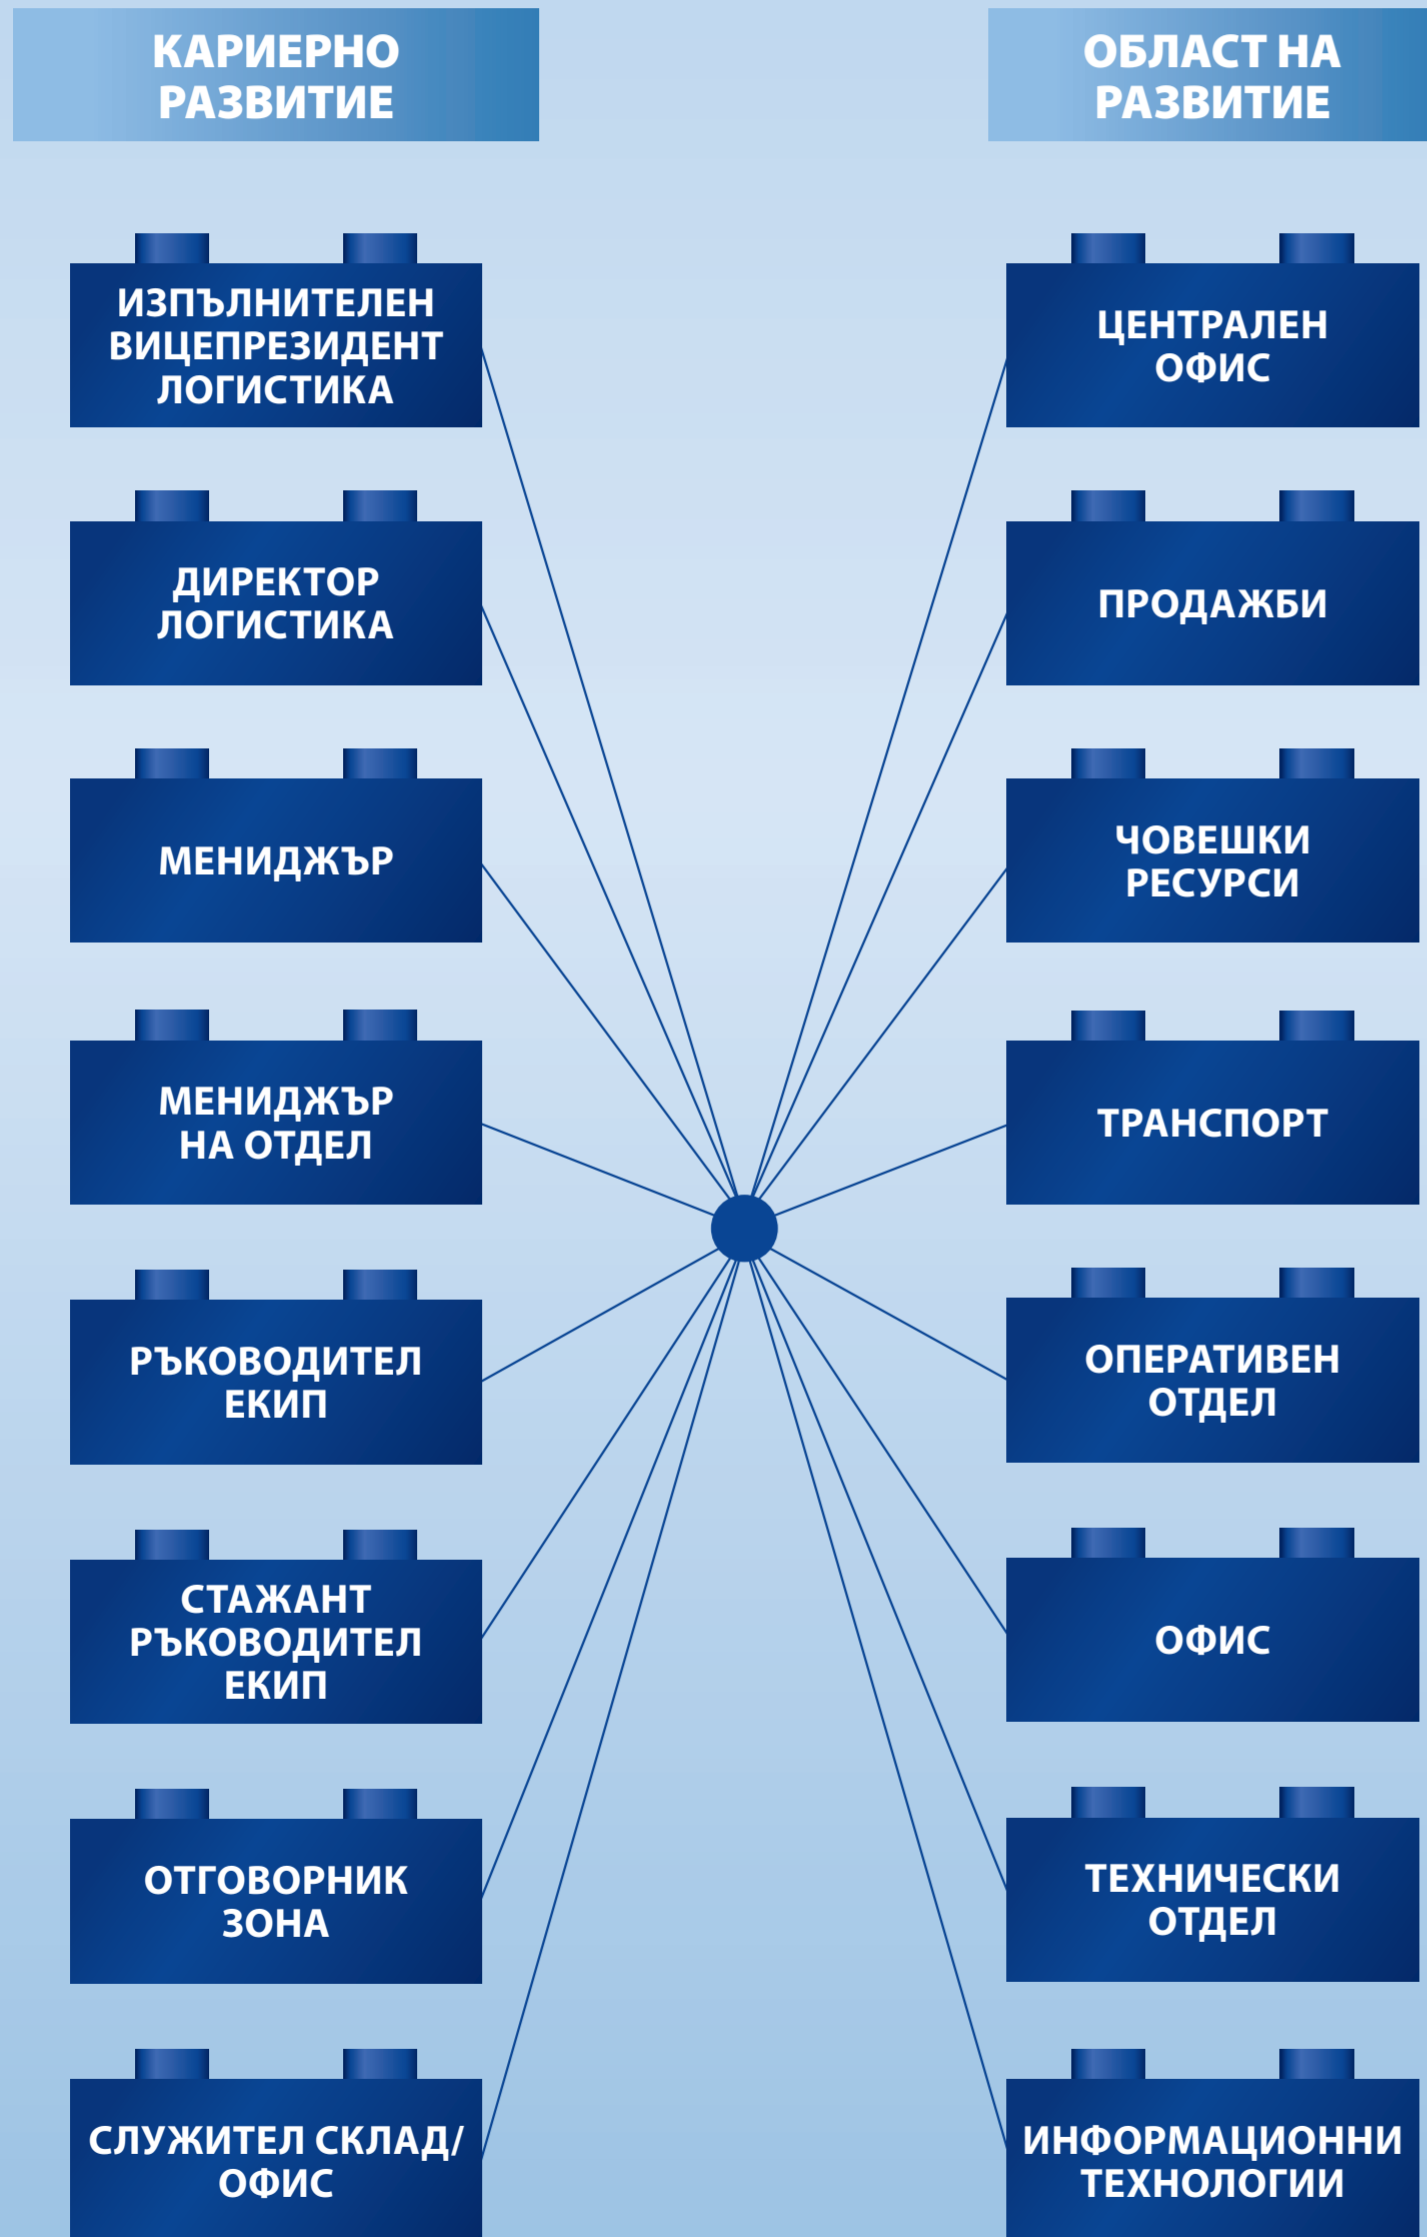 КАРИЕРНО
РАЗВИТИЕ
ИЗПЪЛНИТЕЛЕН
ВИЦЕПРЕЗИДЕНТ
ЛОГИСТИКА
ДИРЕКТОР
ЛОГИСТИКА
МЕНИДЖЪР
МЕНИДЖЪР
НА ОТДЕЛ
РЪКОВОДИТЕЛ
ЕКИП
СТАЖАНТ
РЪКОВОДИТЕЛ
ЕКИП
ОТГОВОРНИК
ЗОНА
СЛУЖИТЕЛ СКЛАД/
ОФИС
ОБЛАСТ НА
РАЗВИТИЕ
ЦЕНТРАЛЕН
ОФИС
ПРОДАЖБИ
ЧОВЕШКИ
РЕСУРСИ
ТРАНСПОРТ
ОПЕРАТИВЕН
ОТДЕЛ
ОФИС
ТЕХНИЧЕСКИ
ОТДЕЛ
ИНФОРМАЦИОННИ
ТЕХНОЛОГИИ